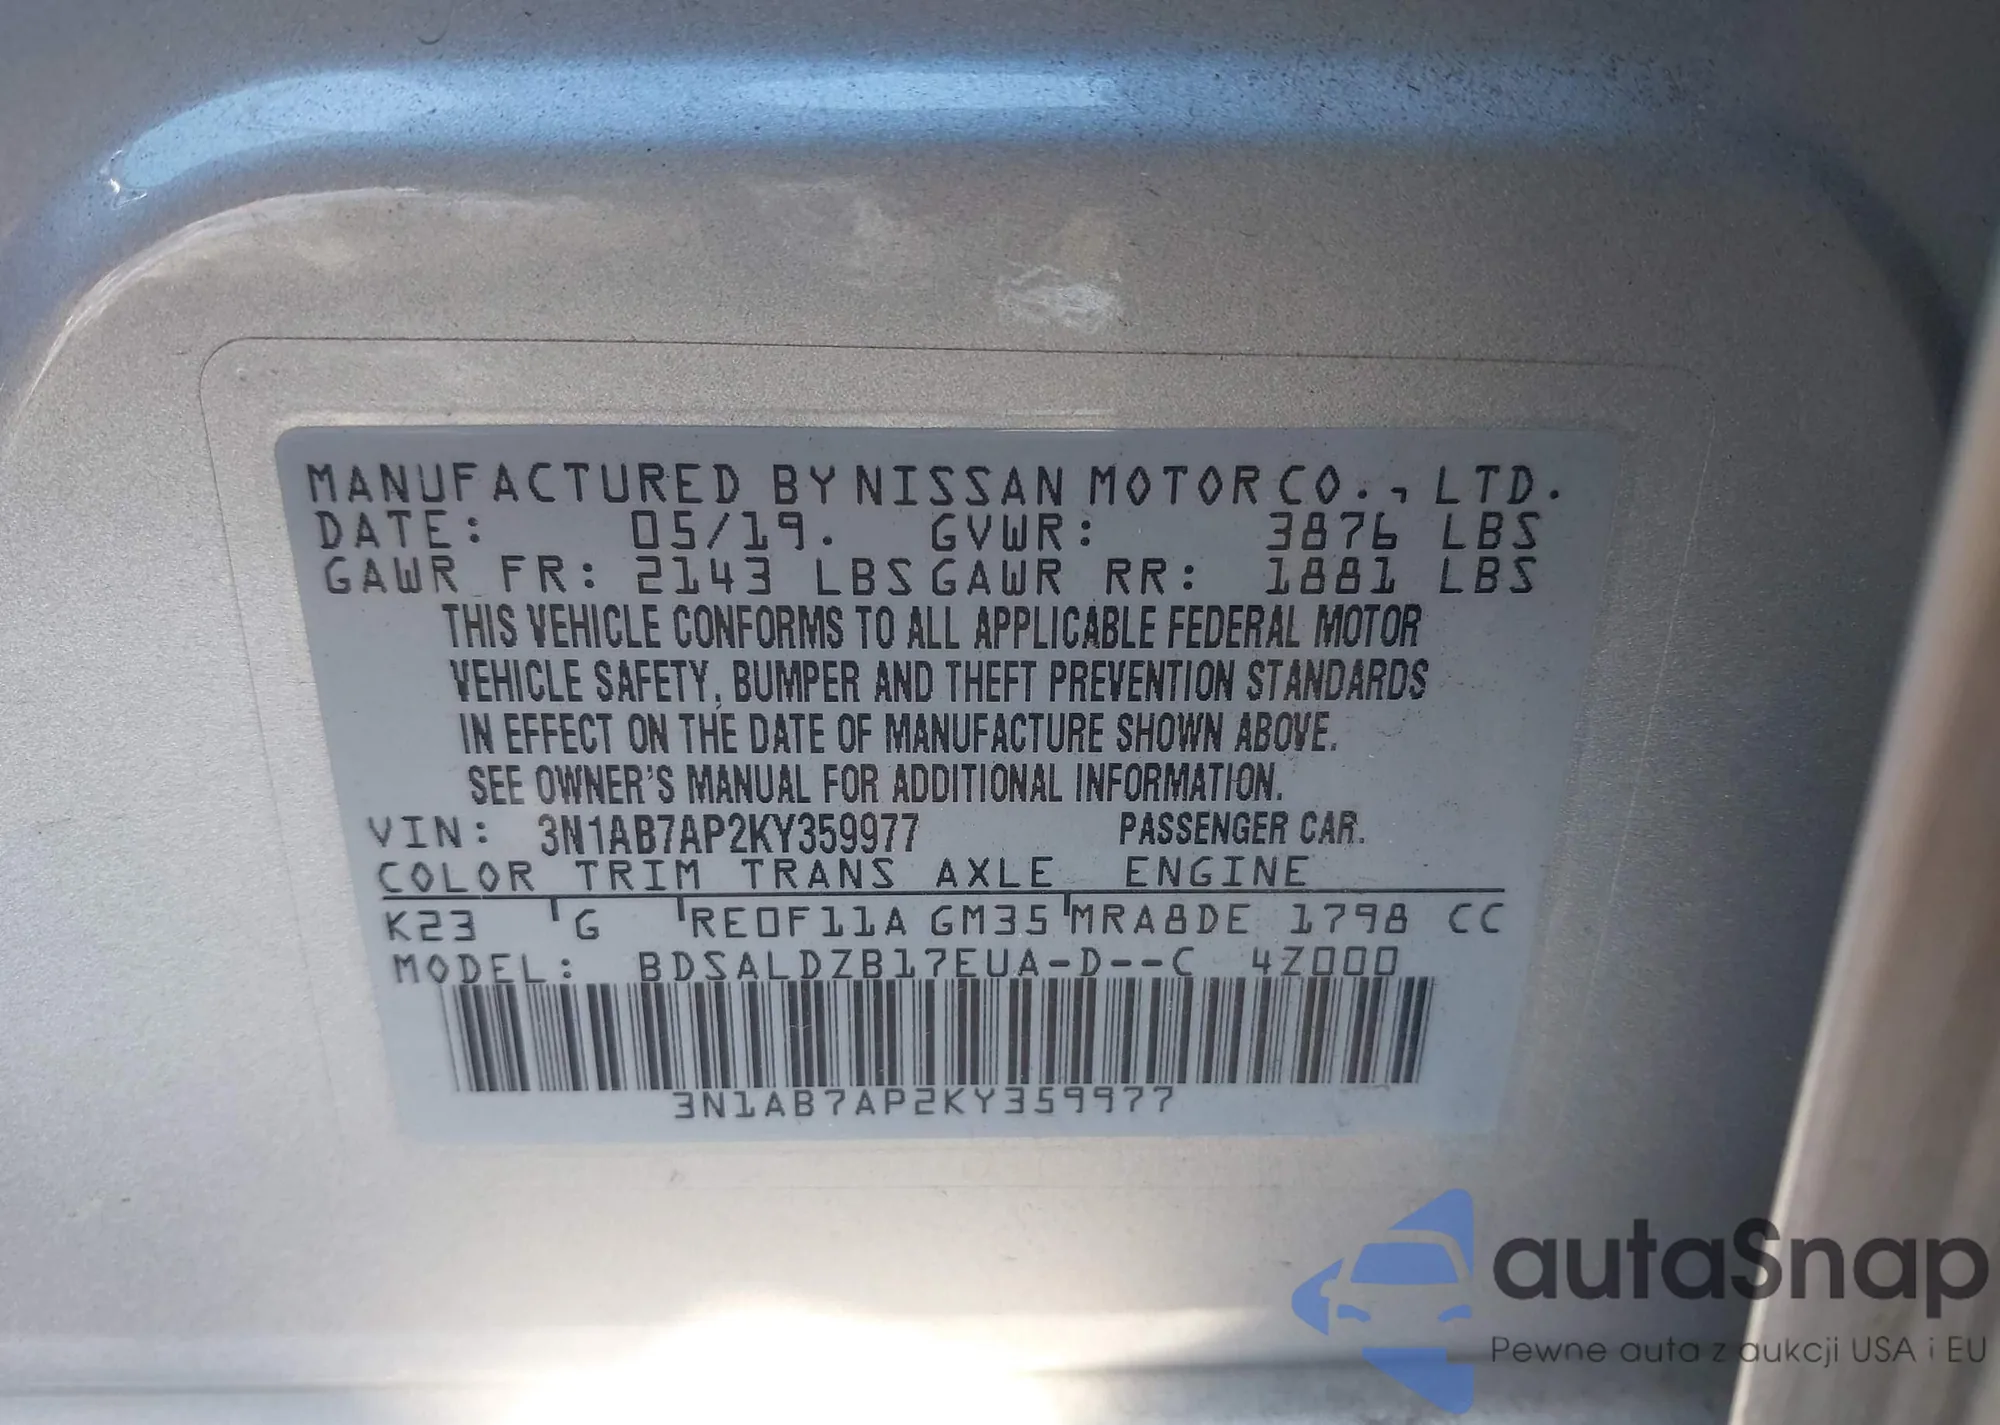 MANUFACTURED BY NISSAN MOTOR CO., LTD.
DATE: 05/19. GVWR: 3876 LBS
GAWR FR: 2143 LBS GAWR RR: 1881 LBS
THIS VEHICLE CONFORMS TO ALL APPLICABLE FEDERAL MOTOR
VEHICLE SAFETY, BUMPER AND THEFT PREVENTION STANDARDS
IN EFFECT ON THE DATE OF MANUFACTURE SHOWN ABOVE.
SEE OWNER'S MANUAL FOR ADDITIONAL INFORMATION.
VIN: 3N1AB7AP2KY359977 PASSENGER CAR.
COLOR TRIM TRANS AXLE ENGINE
K23 G RE0F11A GM35 MRA8DE 1798 CC
MODEL: BDSALDZB17EUA-D--C 4Z000
3N1AB7AP2KY359977
autaSnap
Pewne auta z aukcji USA i EU